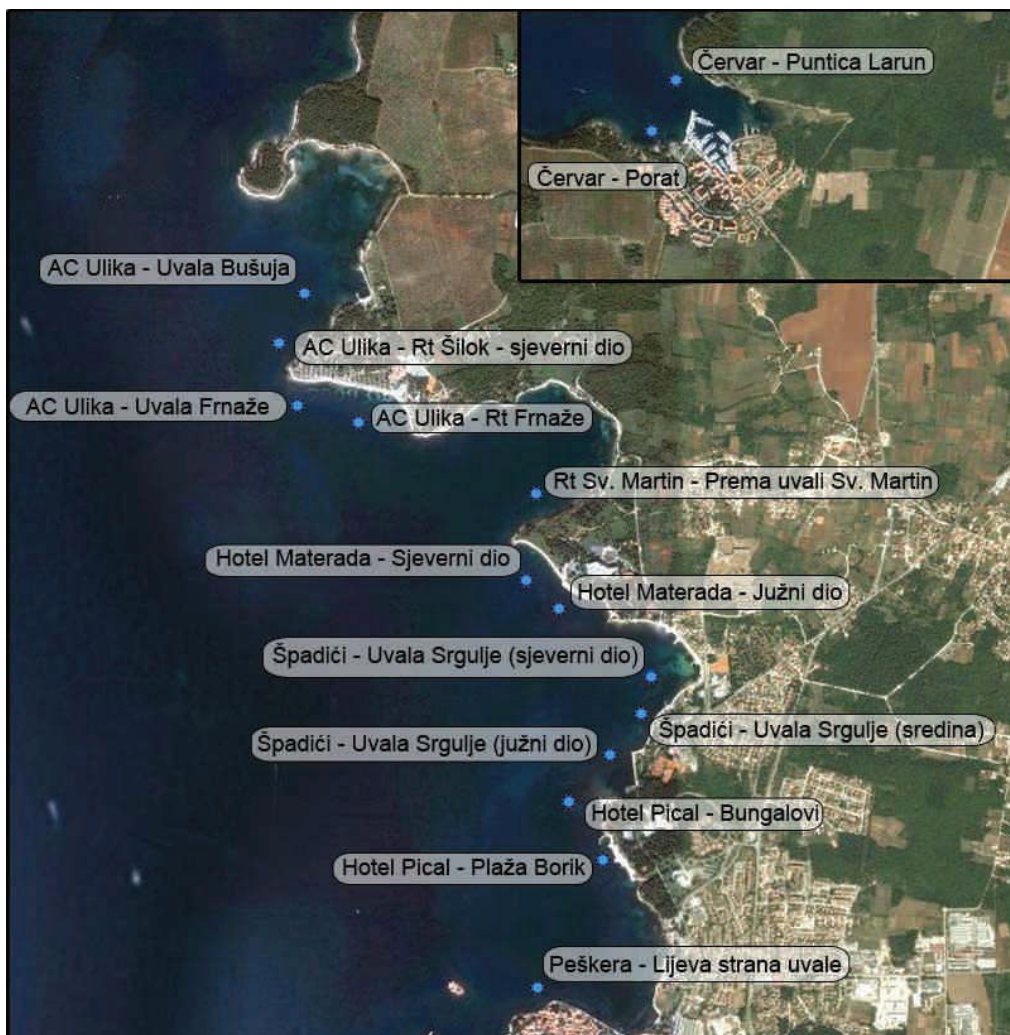 Červar - Puntica Larun
Červar - Porat
AC Ulika - Uvala Bušuja
AC Ulika - Rt Šilok - sjeverni dio
AC Ulika - Uvala Frnaže
AC Ulika - Rt Frnaže
Rt Sv. Martin - Prema uvali Sv. Martin
Hotel Materada - Sjeverni dio
Hotel Materada - Južni dio
Špadići - Uvala Srgulje (sjeverni dio)
Špadići - Uvala Srgulje (sredina)
Špadići - Uvala Srgulje (južni dio)
Hotel Pical - Bungalovi
Hotel Pical - Plaža Borik
Peškera - Lijeva strana uvale